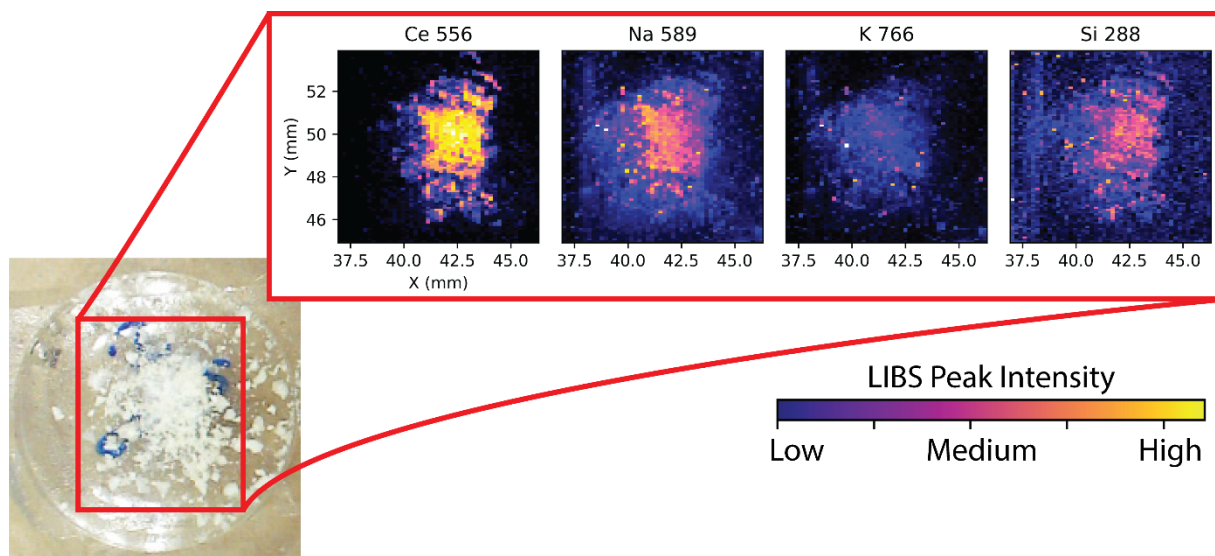 Ce 556 Na 589 K 766 Si 288
52
50
48
46
Y (mm)
37.5 40.0 42.5 45.0 37.5 40.0 42.5 45.0 37.5 40.0 42.5 45.0 37.5 40.0 42.5 45.0
X (mm)
LIBS Peak Intensity
Low Medium High